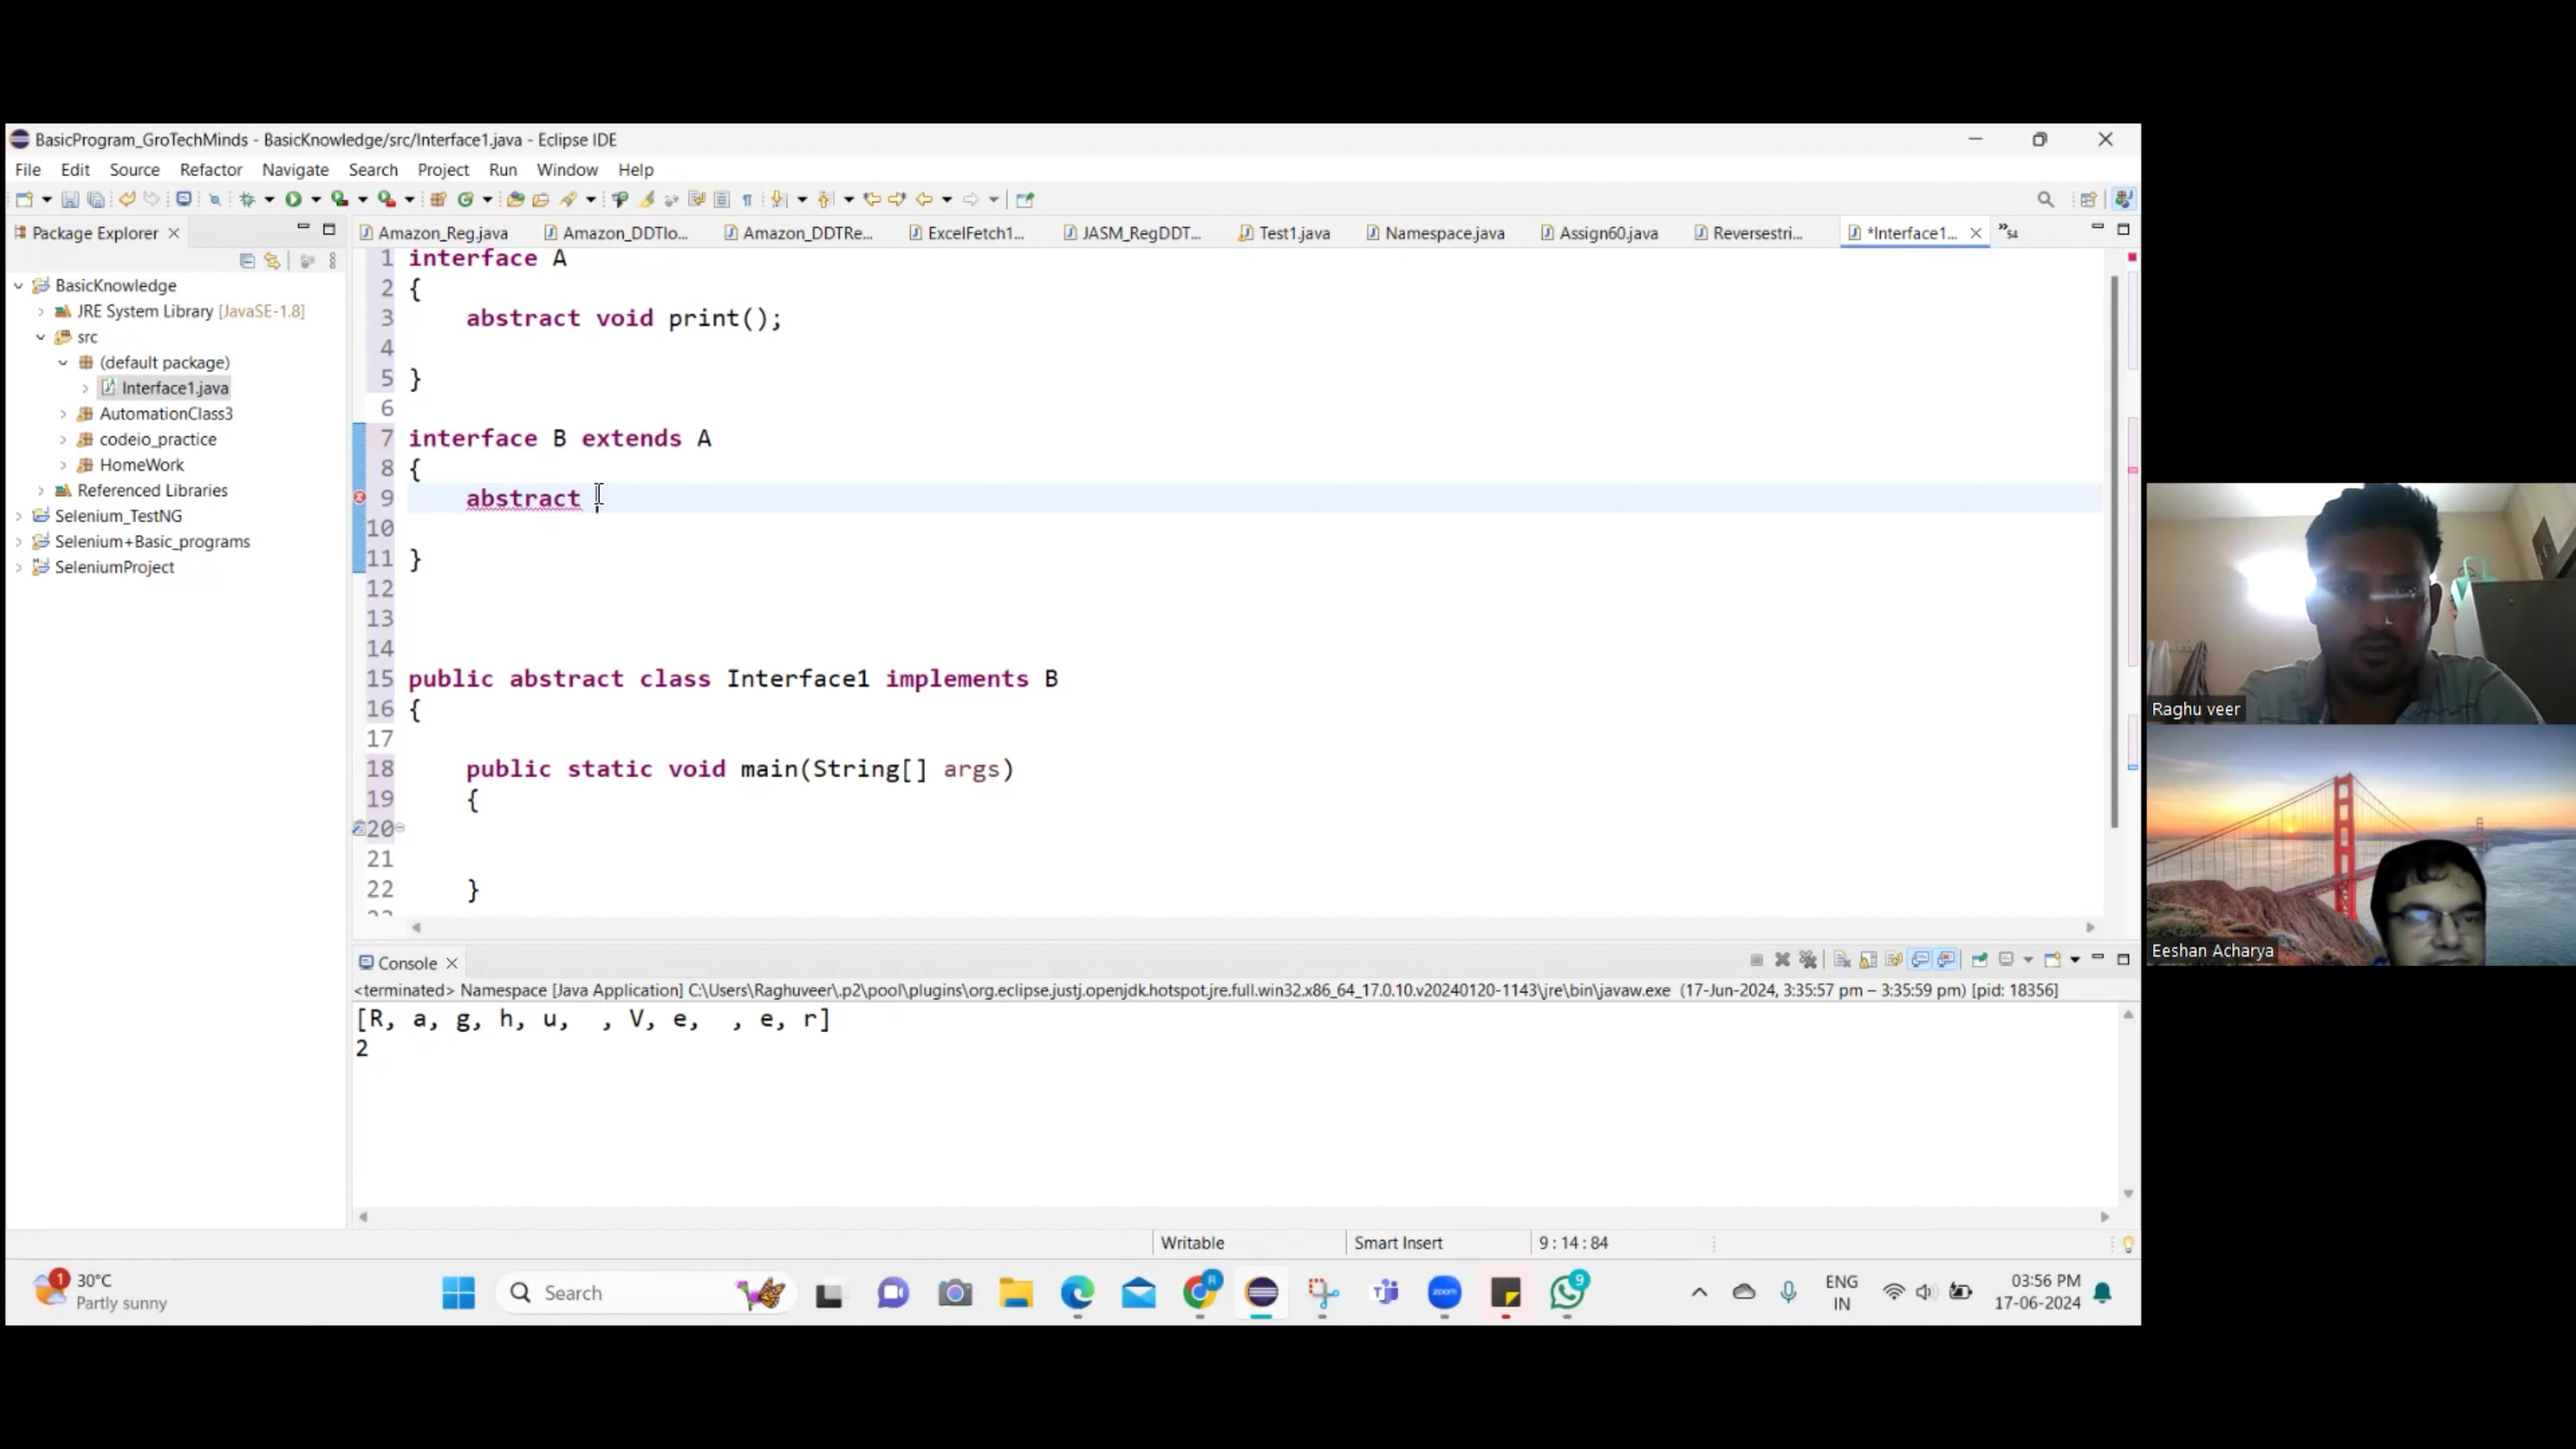 BasicProgram_GroTechMinds - BasicKnowledge/src/Interface1.java - Eclipse IDE
File Edit Source Refactor Navigate Search Project Run Window Help
Package Explorer
Amazon_Reg.java Amazon_DDTlo... Amazon_DDTRe... ExcelFetch1... JASM_RegDDT... Test1.java Namespace.java Assign60.java Reversestri... *Interface1... »54
BasicKnowledge
JRE System Library [JavaSE-1.8]
src
(default package)
Interface1.java
AutomationClass3
codeio_practice
HomeWork
Referenced Libraries
Selenium_TestNG
Selenium+Basic_programs
SeleniumProject
1 interface A
2 {
3 abstract void print();
4
5 }
6
7 interface B extends A
8 {
9 abstract
10
11 }
12
13
14
15 public abstract class Interface1 implements B
16 {
17
18 public static void main(String[] args)
19 {
20
21
22 }
Console
<terminated> Namespace [Java Application] C:\Users\Raghuveer\.p2\pool\plugins\org.eclipse.justj.openjdk.hotspot.jre.full.win32.x86_64_17.0.10.v20240120-1143\jre\bin\javaw.exe (17-Jun-2024, 3:35:57 pm – 3:35:59 pm) [pid: 18356]
[R, a, g, h, u,  , V, e,  , e, r]
2
Writable Smart Insert 9 : 14 : 84
Raghu veer
Eeshan Acharya
1
30°C
Partly sunny
Search
R
zoom
9
ENG
IN
03:56 PM
17-06-2024